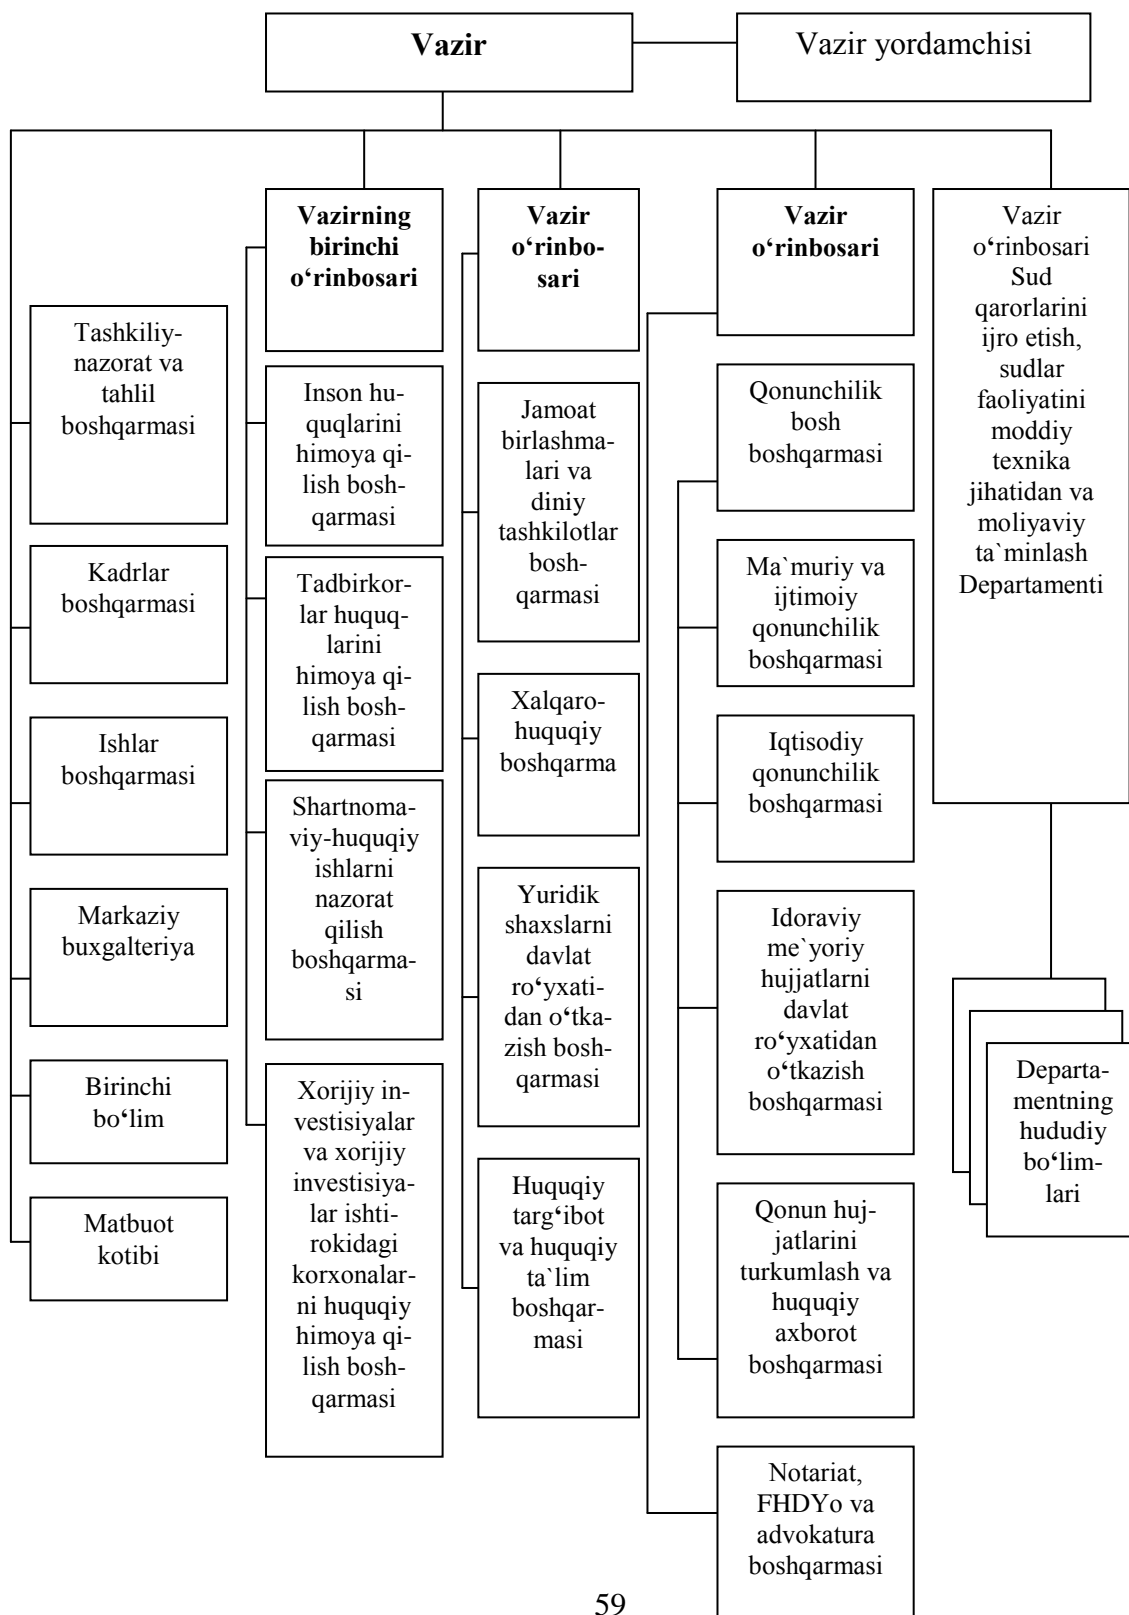 Vazir
Vazir yordamchisi
Tashkiliy-
nazorat va
tahlil
boshqarmasi
Kadrlar
boshqarmasi
Ishlar
boshqarmasi
Markaziy
buxgalteriya
Birinchi
bo‘lim
Matbuot
kotibi
Vazirning
birinchi
o‘rinbosari
Inson hu-
quqlarini
himoya qi-
lish bosh-
qarmasi
Tadbirkor-
lar huquq-
larini
himoya qi-
lish bosh-
qarmasi
Shartnoma-
viy-huquqiy
ishlarni
nazorat
qilish
boshqarma-
si
Xorijiy in-
vestisiyalar
va xorijiy
investisiya-
lar ishti-
rokidagi
korxonalar-
ni huquqiy
himoya qi-
lish bosh-
qarmasi
Vazir
o‘rinbo-
sari
Jamoat
birlashma-
lari va
diniy
tashkilotlar
bosh-
qarmasi
Xalqaro-
huquqiy
boshqarma
Yuridik
shaxslarni
davlat
ro‘yxati-
dan o‘tka-
zish bosh-
qarmasi
Huquqiy
targ‘ibot
va huquqiy
ta`lim
boshqar-
masi
Vazir
o‘rinbosari
Qonunchilik
bosh
boshqarmasi
Ma`muriy va
ijtimoiy
qonunchilik
boshqarmasi
Iqtisodiy
qonunchilik
boshqarmasi
Idoraviy
me`yoriy
hujjatlarni
davlat
ro‘yxatidan
o‘tkazish
boshqarmasi
Qonun huj-
jatlarini
turkumlash va
huquqiy
axborot
boshqarmasi
Notariat,
FHDYo va
advokatura
boshqarmasi
Vazir
o‘rinbosari
Sud
qarorlarini
ijro etish,
sudlar
faoliyatini
moddiy
texnika
jihatidan va
moliyaviy
ta`minlash
Departamenti
Departa-
mentning
hududiy
bo‘lim-
lari
59